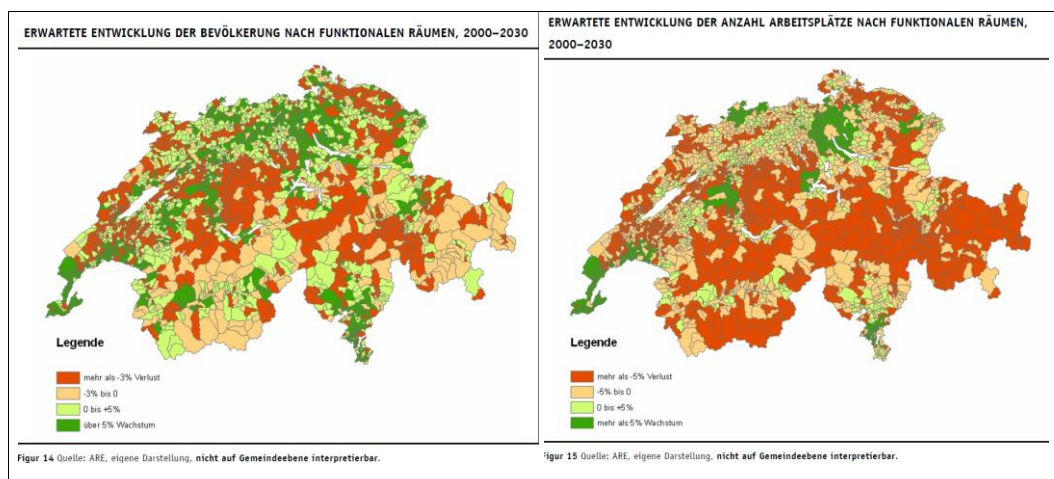 ERWARTETE ENTWICKLUNG DER BEVÖLKERUNG NACH FUNKTIONALEN RÄUMEN, 2000–2030
Legende
mehr als -3% Verlust
-3% bis 0
0 bis +5%
über 5% Wachstum
Figur 14 Quelle: ARE, eigene Darstellung, nicht auf Gemeindeebene interpretierbar.
ERWARTETE ENTWICKLUNG DER ANZAHL ARBEITSPLÄTZE NACH FUNKTIONALEN RÄUMEN,
2000–2030
Legende
mehr als -5% Verlust
-5% bis 0
0 bis +5%
mehr als 5% Wachstum
igur 15 Quelle: ARE, eigene Darstellung, nicht auf Gemeindeebene interpretierbar.